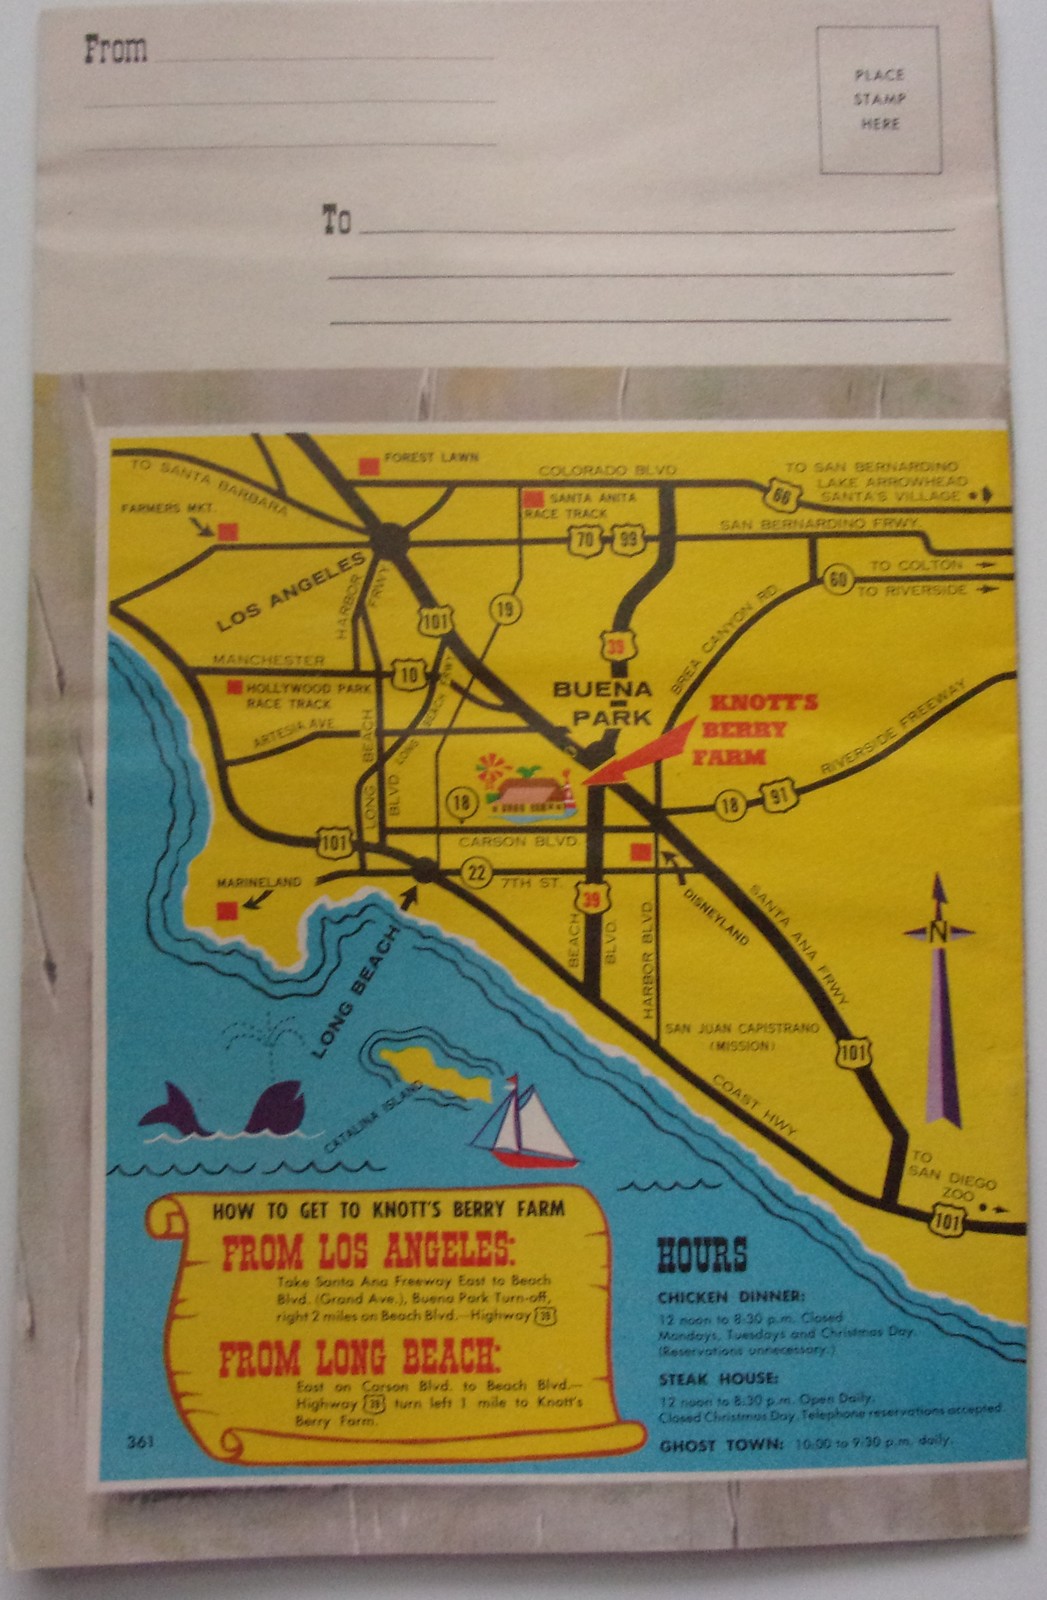 From
PLACE
STAMP
HERE
To
FOREST LAWN
TO SANTA BARBARA
COLORADO BLVD
TO SAN BERNARDINO
LAKE ARROWHEAD
SANTA'S VILLAGE
66
SANTA ANITA
RACE TRACK
FARMERS MKT.
SAN BERNARDINO FRWY.
70
99
TO COLTON
60
TO RIVERSIDE
LOS ANGELES
HARBOR
FRWY
101
19
39
BREA CANYON RD
MANCHESTER
10
HOLLYWOOD PARK
RACE TRACK
LONG BEACH FRWY
BUENA
PARK
KNOTT'S
BERRY
FARM
ARTESIA AVE.
RIVERSIDE FREEWAY
LONG BEACH
BLVD
18
18
91
101
CARSON BLVD.
22
7TH ST.
MARINELAND
39
DISNEYLAND
SANTA ANA FRWY.
BEACH
BLVD.
HARBOR BLVD.
N
LONG BEACH
SAN JUAN CAPISTRANO
(MISSION)
101
COAST HWY
CATALINA ISLAND
TO
SAN DIEGO
ZOO
101
HOW TO GET TO KNOTT'S BERRY FARM
FROM LOS ANGELES:
Take Santa Ana Freeway East to Beach
Blvd. (Grand Ave.), Buena Park Turn-off,
right 2 miles on Beach Blvd.—Highway 39
FROM LONG BEACH:
East on Carson Blvd. to Beach Blvd.—
Highway 39 turn left 1 mile to Knott's
Berry Farm.
361
HOURS
CHICKEN DINNER:
12 noon to 8:30 p.m. Closed
Mondays, Tuesdays and Christmas Day.
(Reservations unnecessary.)
STEAK HOUSE:
12 noon to 8:30 p.m. Open Daily.
Closed Christmas Day. Telephone reservations accepted.
GHOST TOWN: 10:00 to 9:30 p.m. daily.